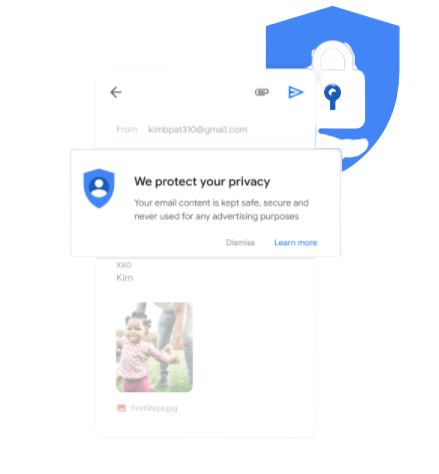 From kimbpat310@gmail.com
We protect your privacy
Your email content is kept safe, secure and
never used for any advertising purposes
Dismiss Learn more
xxo
Kim
FirstSteps.jpg